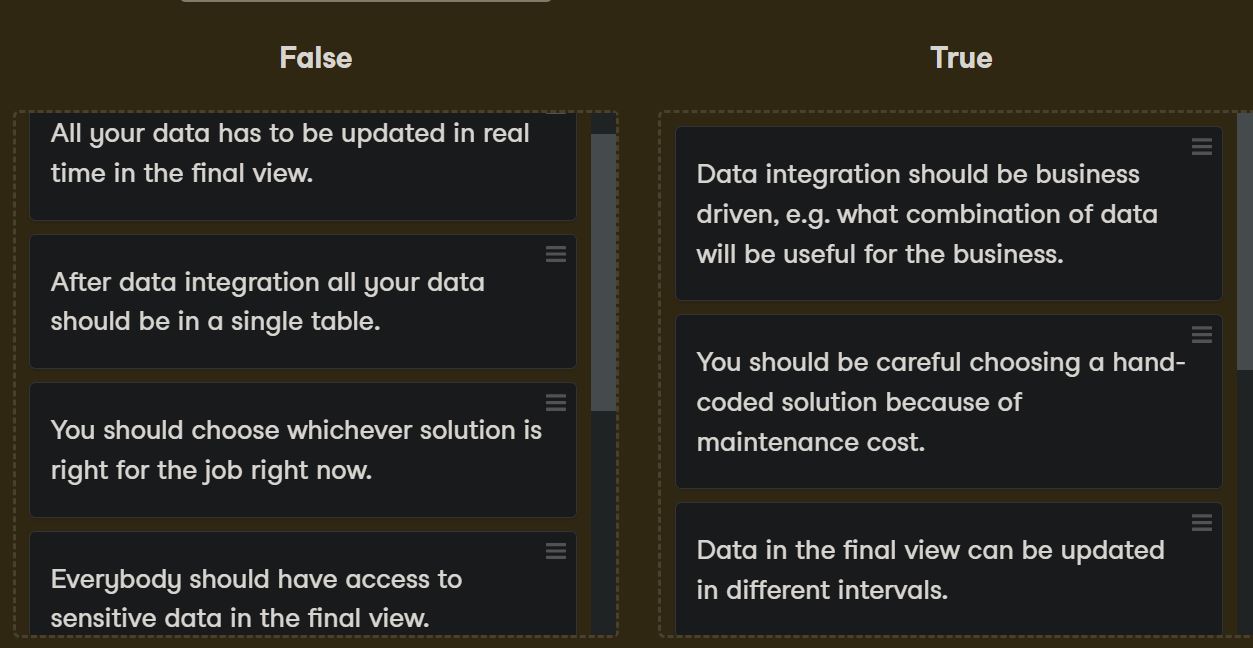 False
All your data has to be updated in real
time in the final view.
After data integration all your data
should be in a single table.
You should choose whichever solution is
right for the job right now.
Everybody should have access to
sensitive data in the final view.
True
Data integration should be business
driven, e.g. what combination of data
will be useful for the business.
You should be careful choosing a hand-
coded solution because of
maintenance cost.
Data in the final view can be updated
in different intervals.